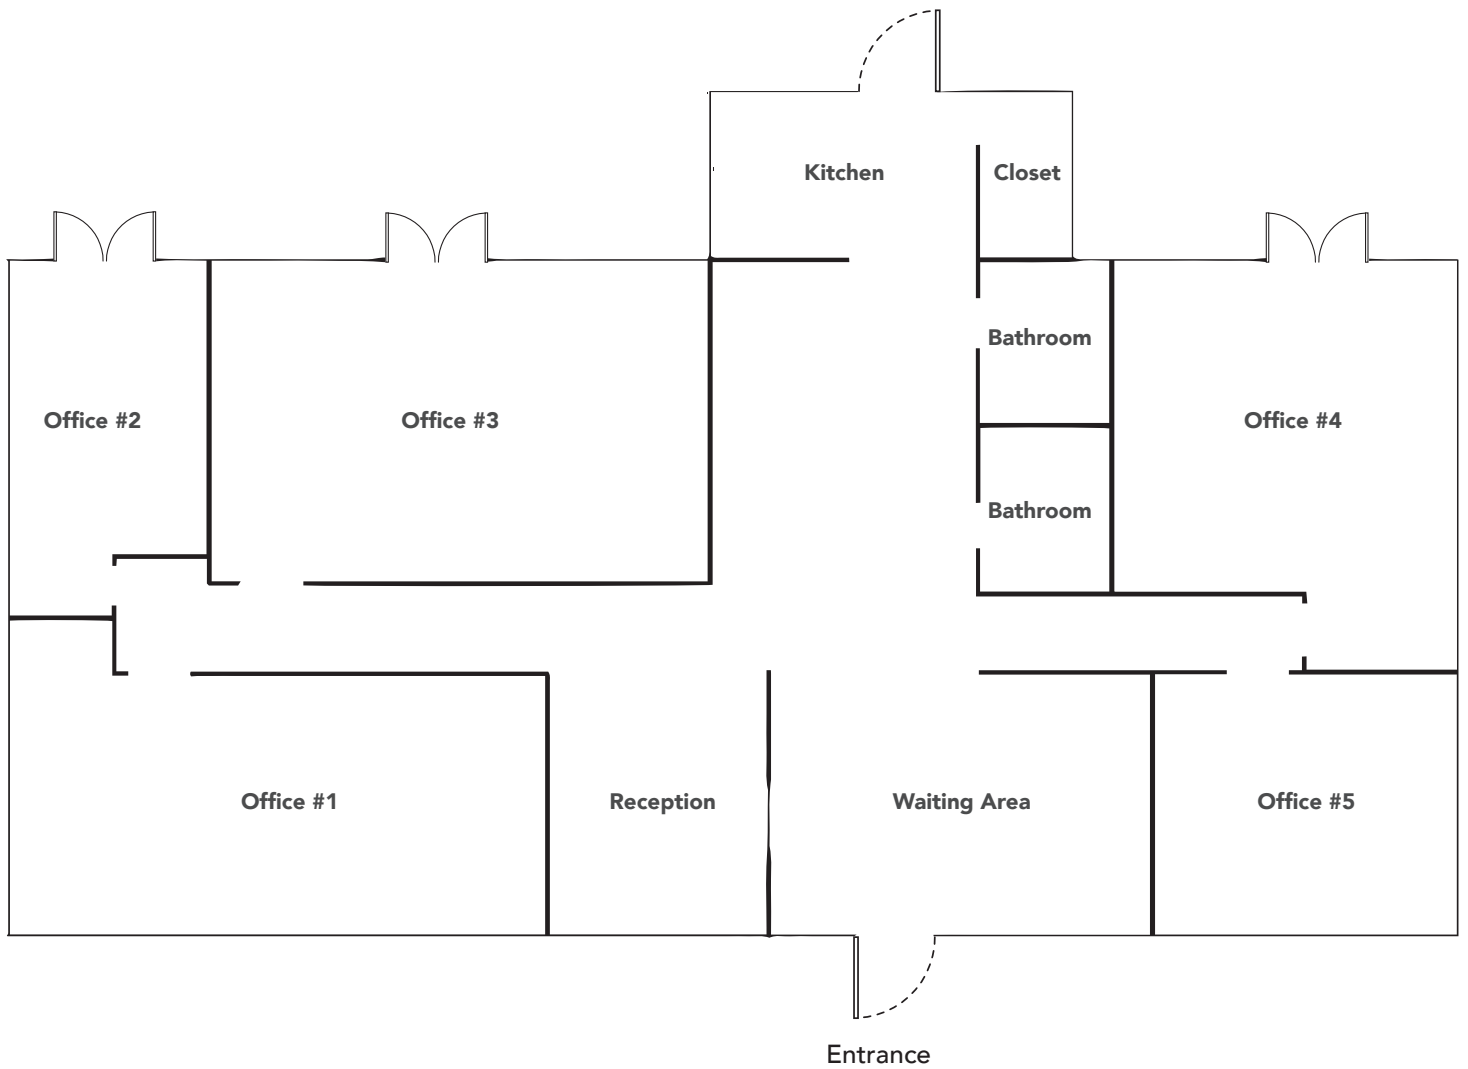 Kitchen
Closet
Bathroom
Office #2
Office #3
Office #4
Bathroom
Office #1
Reception
Waiting Area
Office #5
Entrance